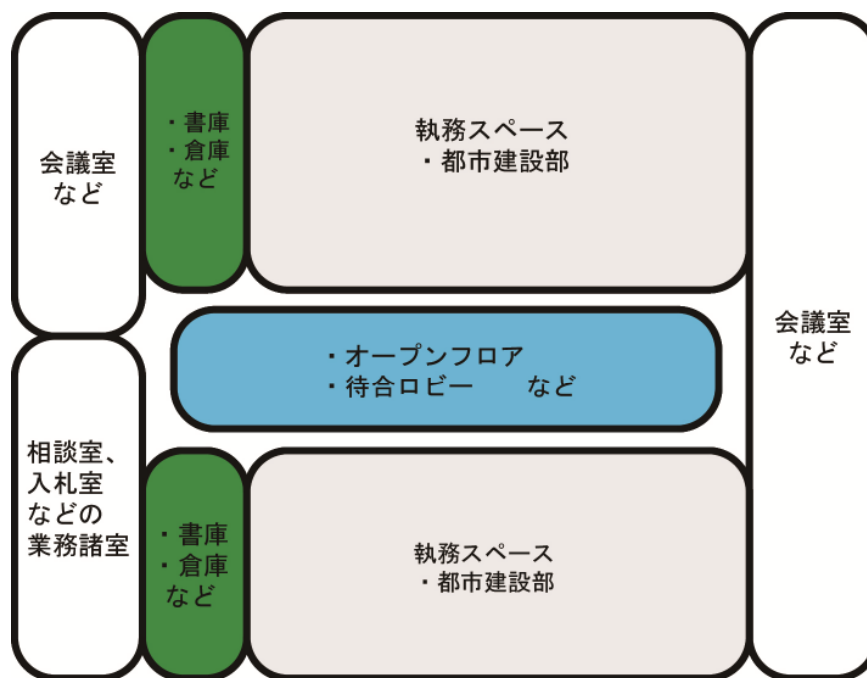 会議室
など
・書庫
・倉庫
など
執務スペース
・都市建設部
会議室
など
・オープンフロア
・待合ロビー　　など
相談室、
入札室
などの
業務諸室
・書庫
・倉庫
など
執務スペース
・都市建設部